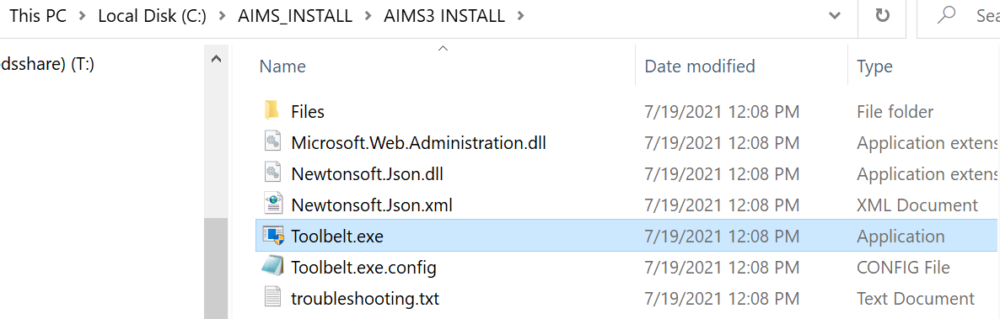 This PC > Local Disk (C:) > AIMS_INSTALL > AIMS3 INSTALL > Sea
dsshare) (T:)
Name Date modified Type
Files 7/19/2021 12:08 PM File folder
Microsoft.Web.Administration.dll 7/19/2021 12:08 PM Application extens
Newtonsoft.Json.dll 7/19/2021 12:08 PM Application extens
Newtonsoft.Json.xml 7/19/2021 12:08 PM XML Document
Toolbelt.exe 7/19/2021 12:08 PM Application
Toolbelt.exe.config 7/19/2021 12:08 PM CONFIG File
troubleshooting.txt 7/19/2021 12:08 PM Text Document